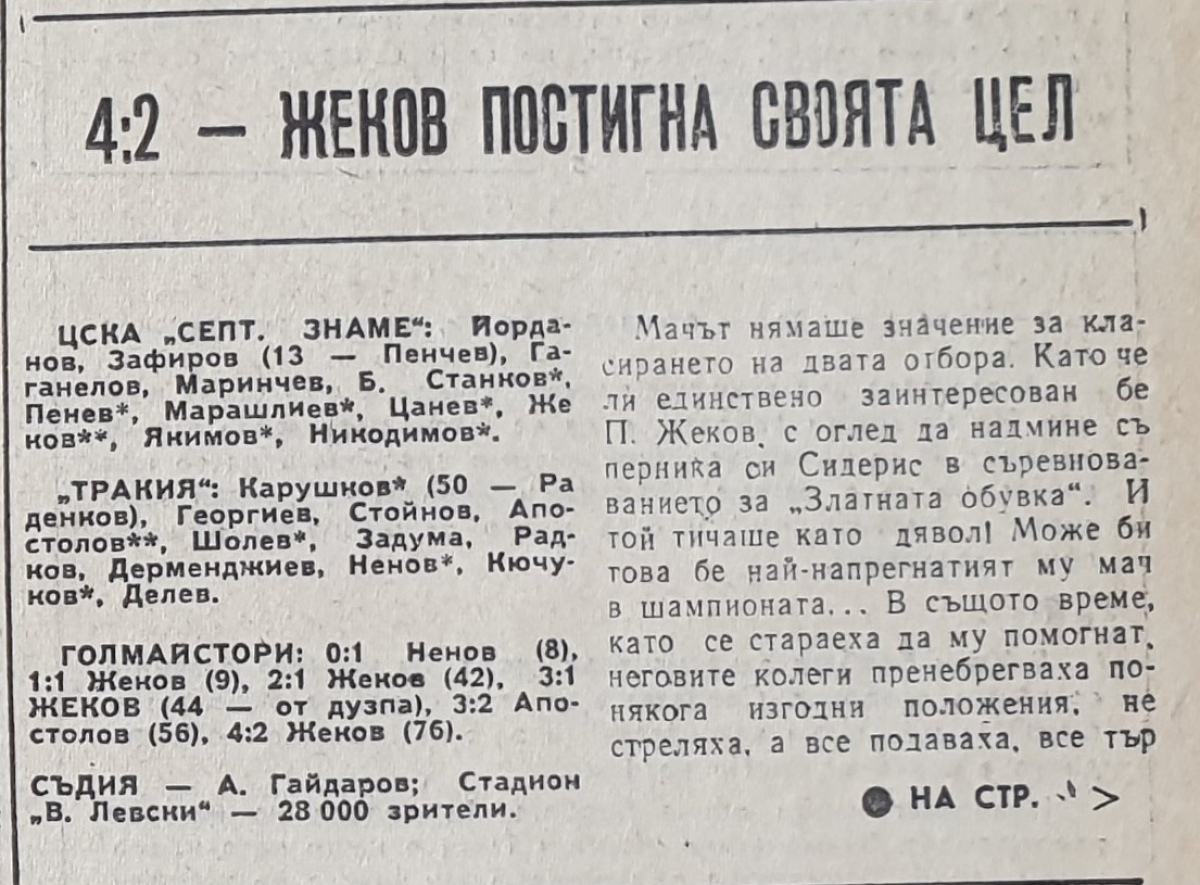 4:2 — ЖЕКОВ ПОСТИГНА СВОЯТА ЦЕЛ
ЦСКА „СЕПТ. ЗНАМЕ“: Йорда-
нов, Зафиров (13 — Пенчев), Га-
ганелов, Маринчев, Б. Станков*,
Пенев*, Марашлиев*, Цанев*, Же
ков**, Якимов*, Никодимов*.
„ТРАКИЯ“: Карушков* (50 — Ра
денков), Георгиев, Стойнов, Апо-
столов**, Шолев*, Задума, Рад-
ков, Дерменджиев, Ненов*, Кючу-
ков*, Делев.
ГОЛМАЙСТОРИ: 0:1 Ненов (8),
1:1 Жеков (9), 2:1 Жеков (42), 3:1
ЖЕКОВ (44 — от дузпа), 3:2 Апо-
столов (56), 4:2 Жеков (76).
СЪДИЯ — А. Гайдаров; Стадион
„В. Левски“ — 28 000 зрители.
Мачът нямаше значение за кла-
сирането на двата отбора. Като че
ли единствено заинтересован бе
П. Жеков, с оглед да надмине съ
перника си Сидерис в съревнова-
ванието за „Златната обувка“. И
той тичаше като дявол! Може би
това бе най-напрегнатият му мач
в шампионата... В същото време,
като се стараеха да му помогнат,
неговите колеги пренебрегваха по-
някога изгодни положения, не
стреляха, а все подаваха, все тър
● НА СТР. >